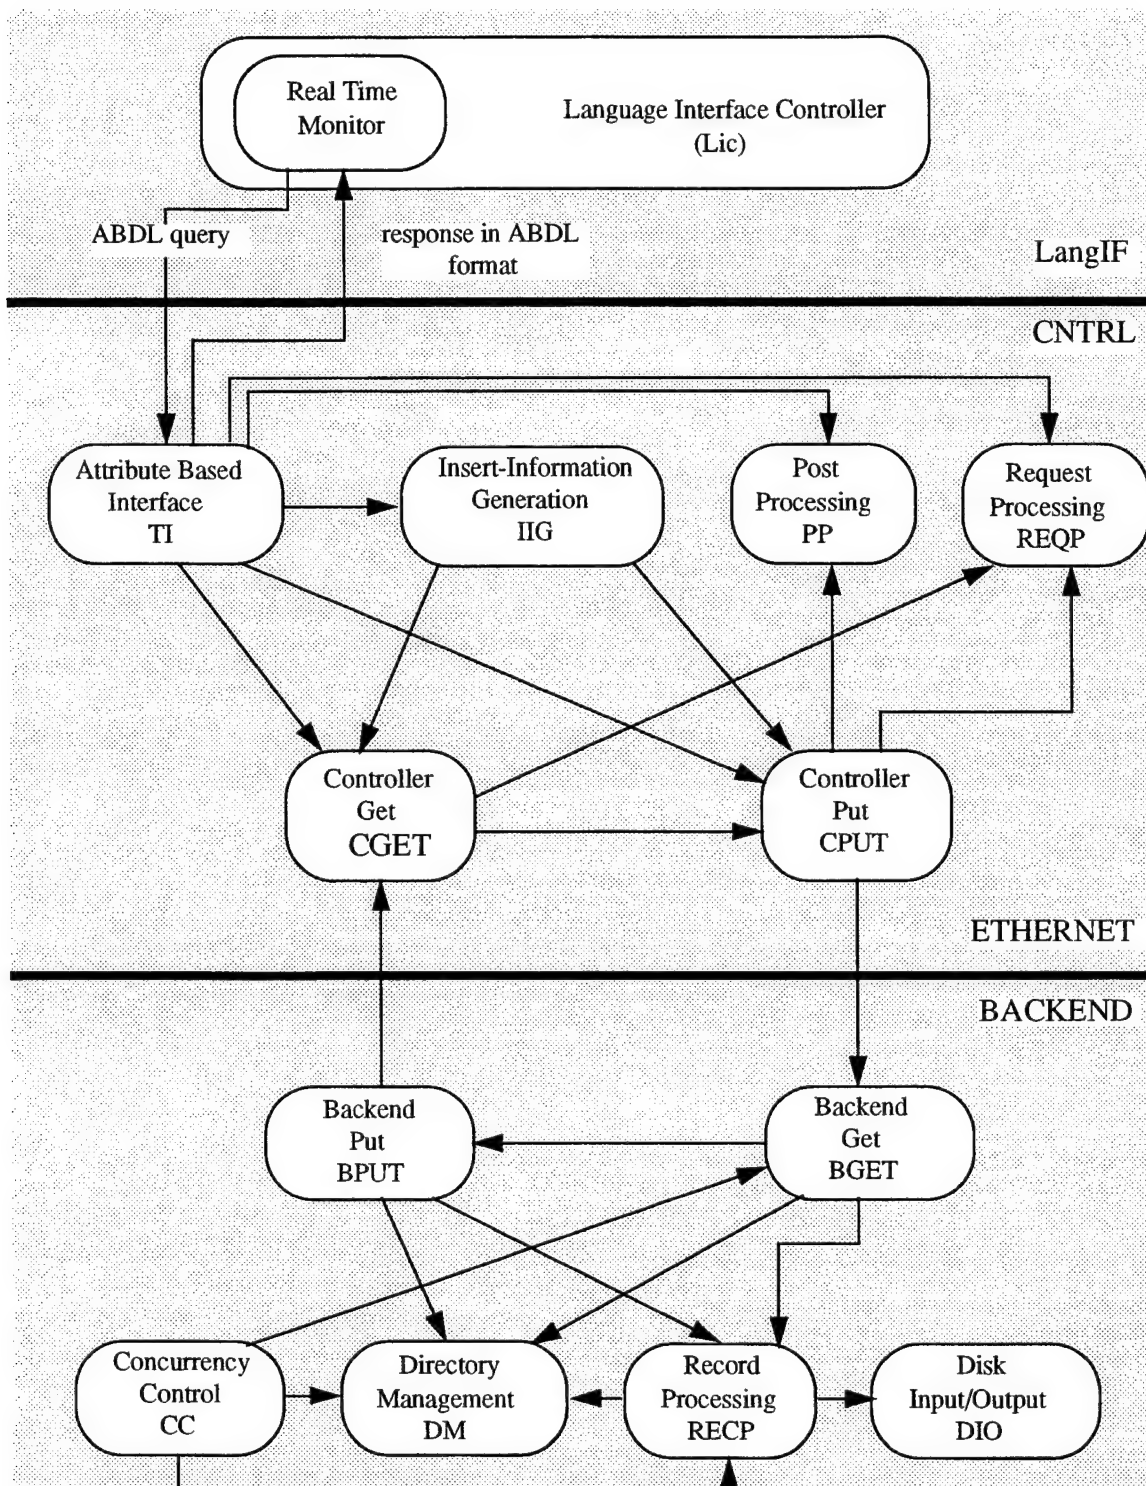 Real Time
Monitor
Language Interface Controller
(Lic)
ABDL query
response in ABDL
format
LangIF
CNTRL
Attribute Based
Interface
TI
Insert-Information
Generation
IIG
Post
Processing
PP
Request
Processing
REQP
Controller
Get
CGET
Controller
Put
CPUT
ETHERNET
BACKEND
Backend
Put
BPUT
Backend
Get
BGET
Concurrency
Control
CC
Directory
Management
DM
Record
Processing
RECP
Disk
Input/Output
DIO